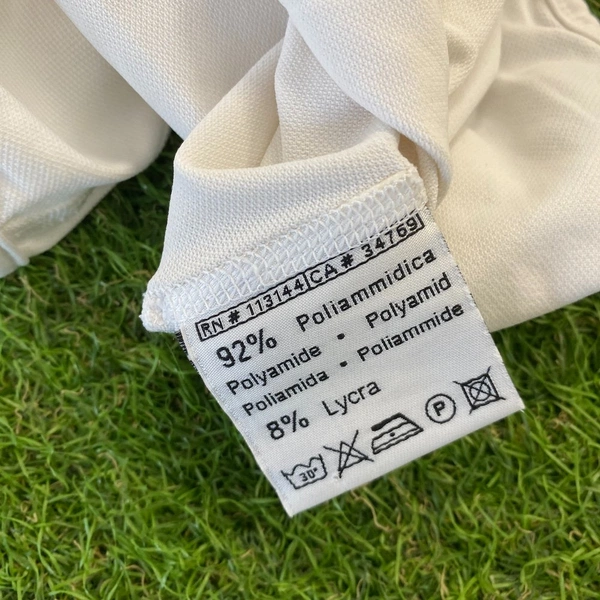 RN # 113144 CA # 34769
92% Poliammidica
Polyamide • Polyamid
Poliamida • Poliammide
8% Lycra
30° P